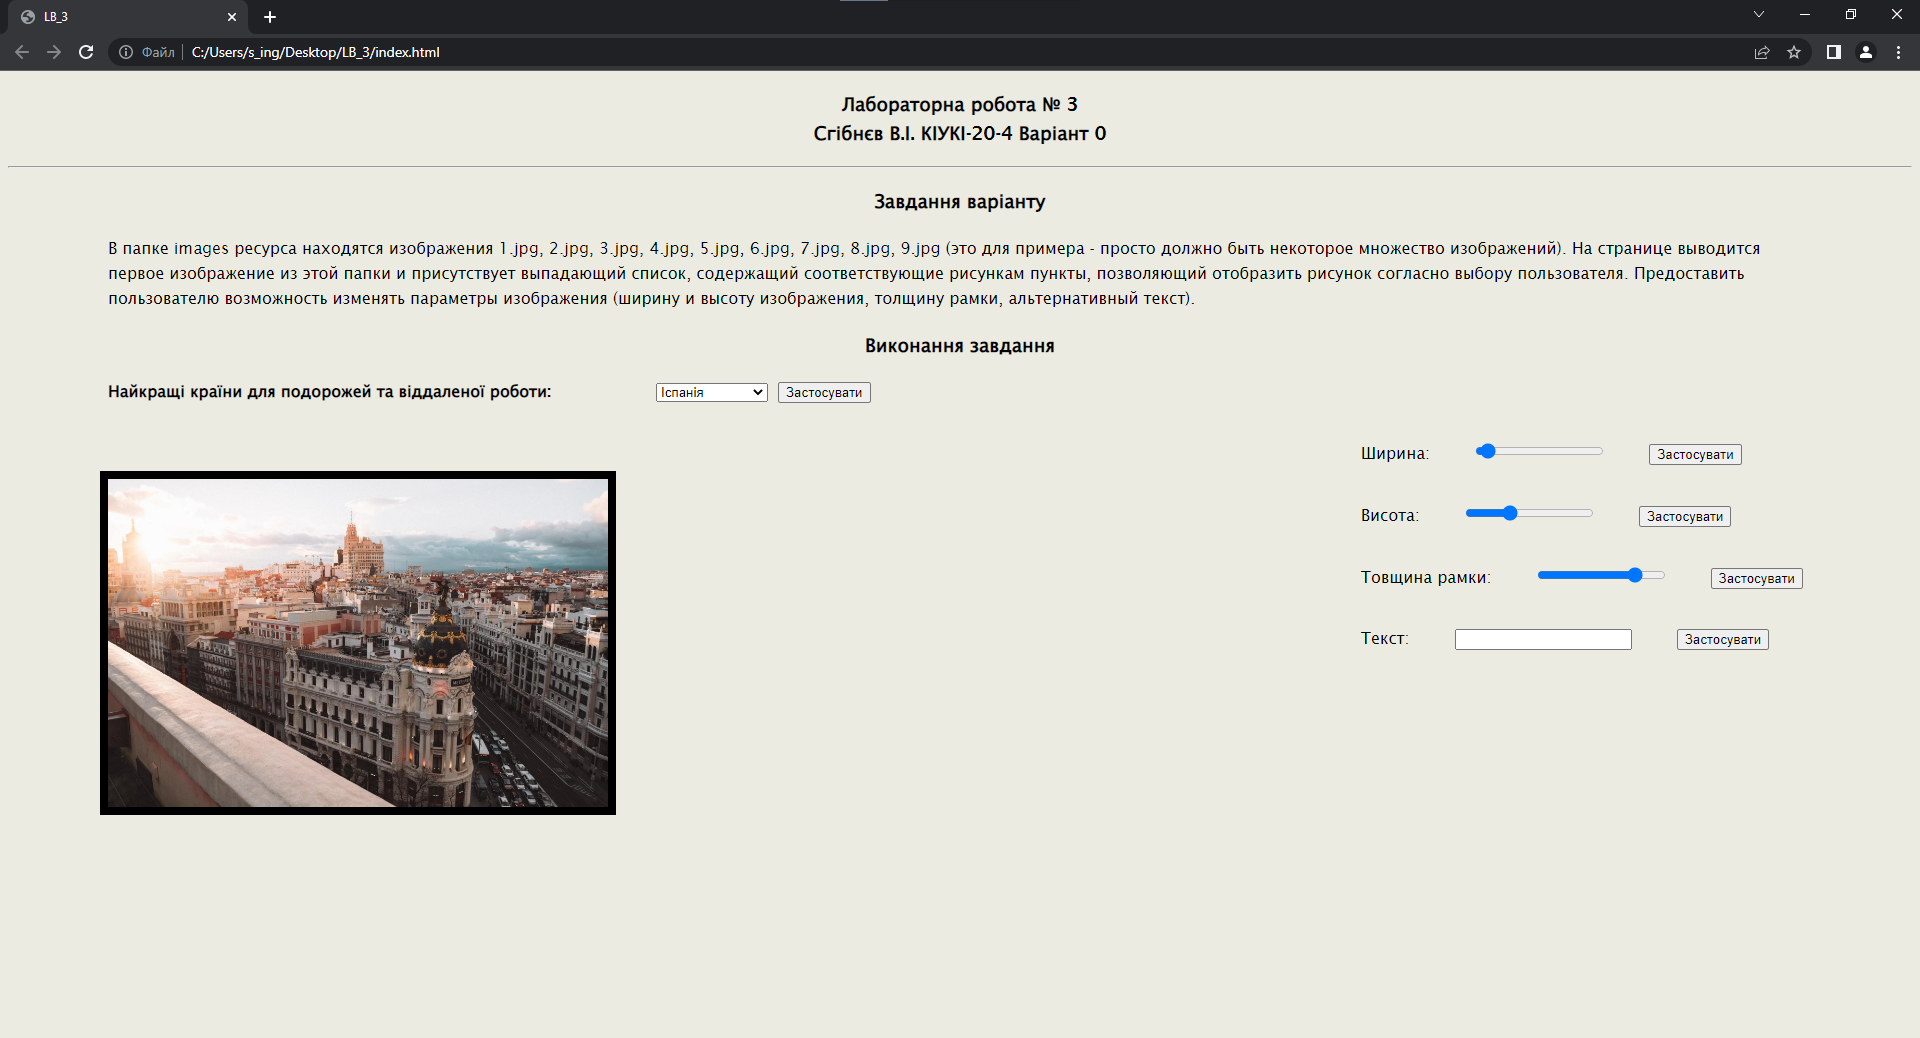 LB_3
Файл
C:/Users/s_ing/Desktop/LB_3/index.html
Лабораторна робота № 3
Сгібнєв В.І. КІУКІ-20-4 Варіант 0
Завдання варіанту
В папке images ресурса находятся изображения 1.jpg, 2.jpg, 3.jpg, 4.jpg, 5.jpg, 6.jpg, 7.jpg, 8.jpg, 9.jpg (это для примера - просто должно быть некоторое множество изображений). На странице выводится
первое изображение из этой папки и присутствует выпадающий список, содержащий соответствующие рисункам пункты, позволяющий отобразить рисунок согласно выбору пользователя. Предоставить
пользователю возможность изменять параметры изображения (ширину и высоту изображения, толщину рамки, альтернативный текст).
Виконання завдання
Найкращі країни для подорожей та віддаленої роботи:
Іспанія
Застосувати
Ширина:
Застосувати
Висота:
Застосувати
Товщина рамки:
Застосувати
Текст:
Застосувати